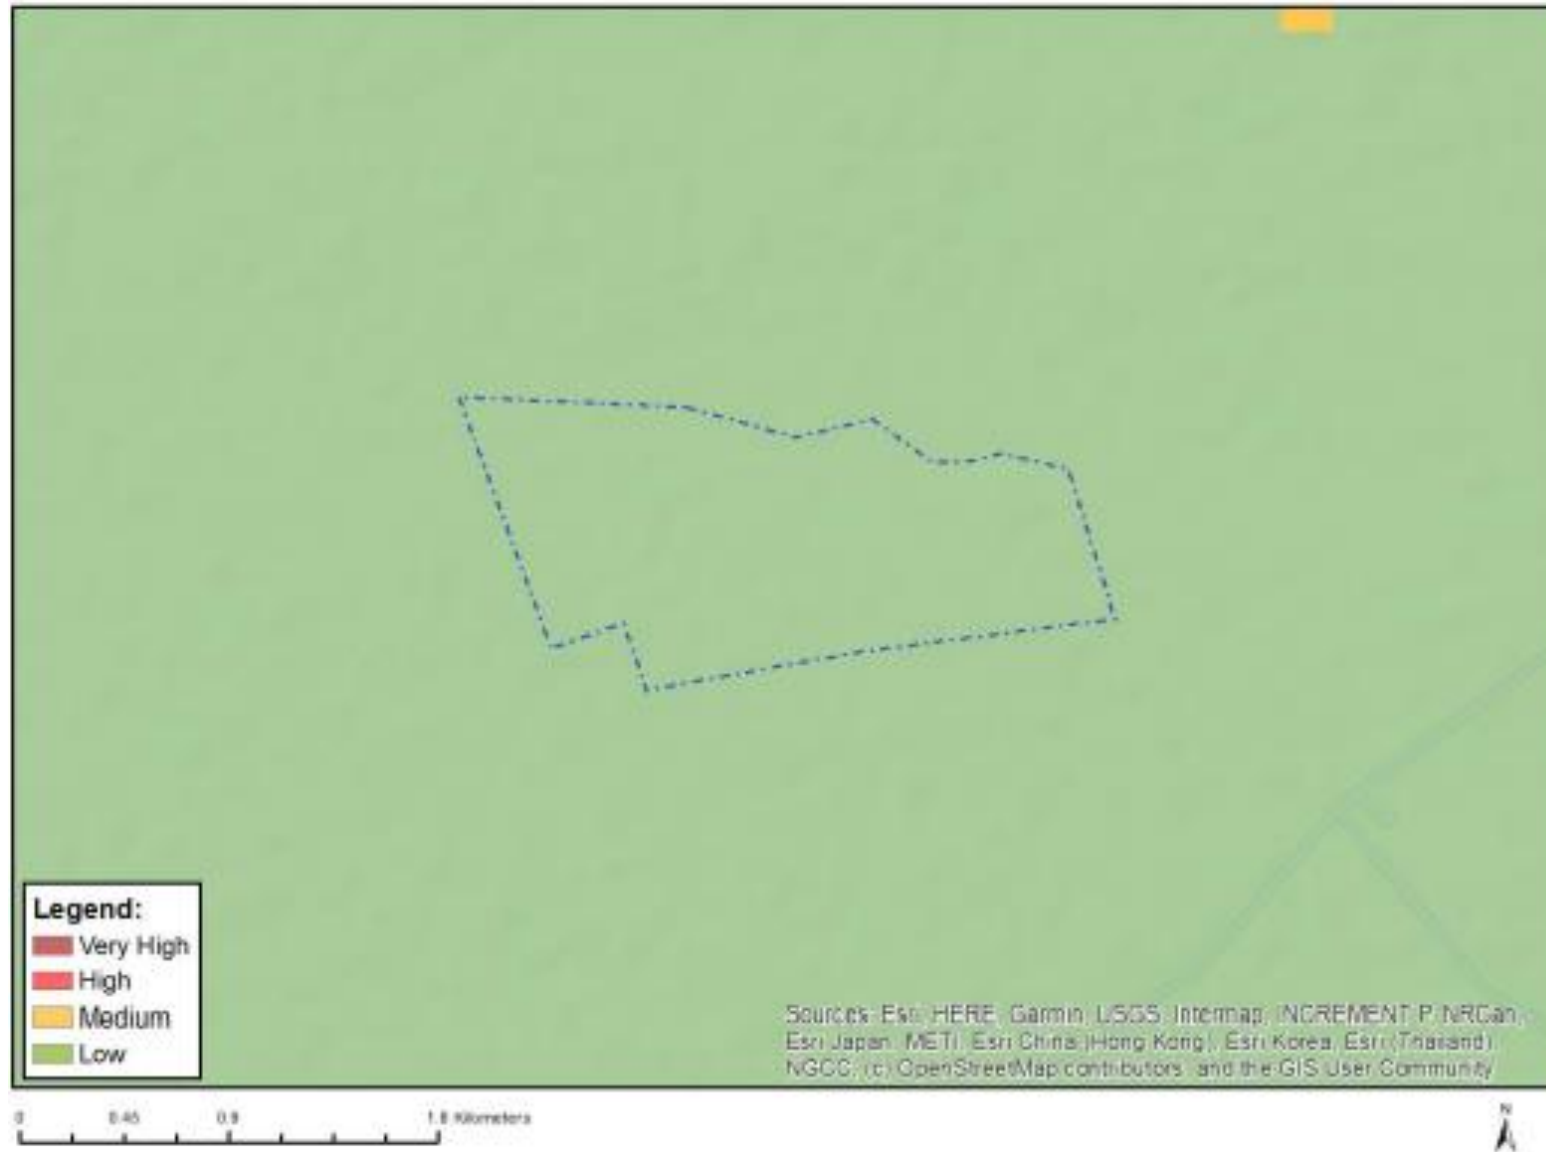 Legend:
Very High
High
Medium
Low
Sources: Esri, HERE, Garmin, USGS, Intermap, INCREMENT P, NRCan,
Esri Japan, METI, Esri China (Hong Kong), Esri Korea, Esri (Thailand),
NGCC, (c) OpenStreetMap contributors, and the GIS User Community
0 0.45 0.9 1.8 Kilometers
N